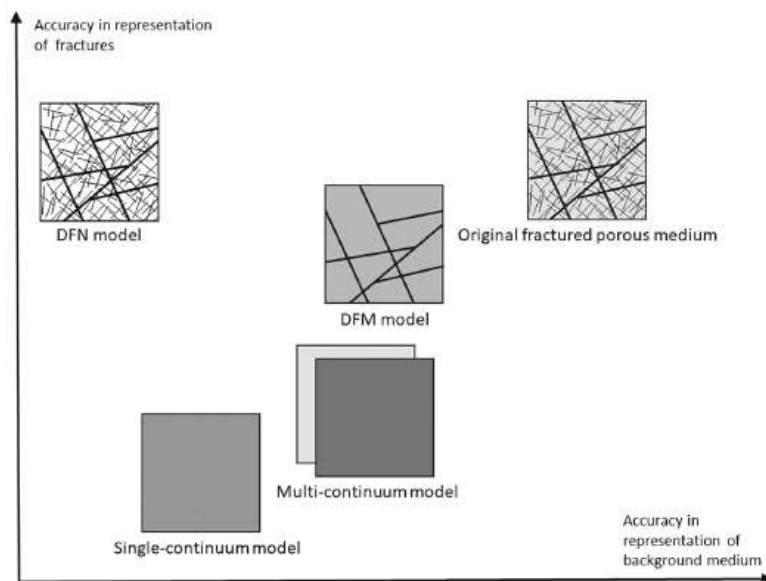 Accuracy in representation
of fractures
DFN model
Original fractured porous medium
DFM model
Multi-continuum model
Single-continuum model
Accuracy in
representation of
background medium